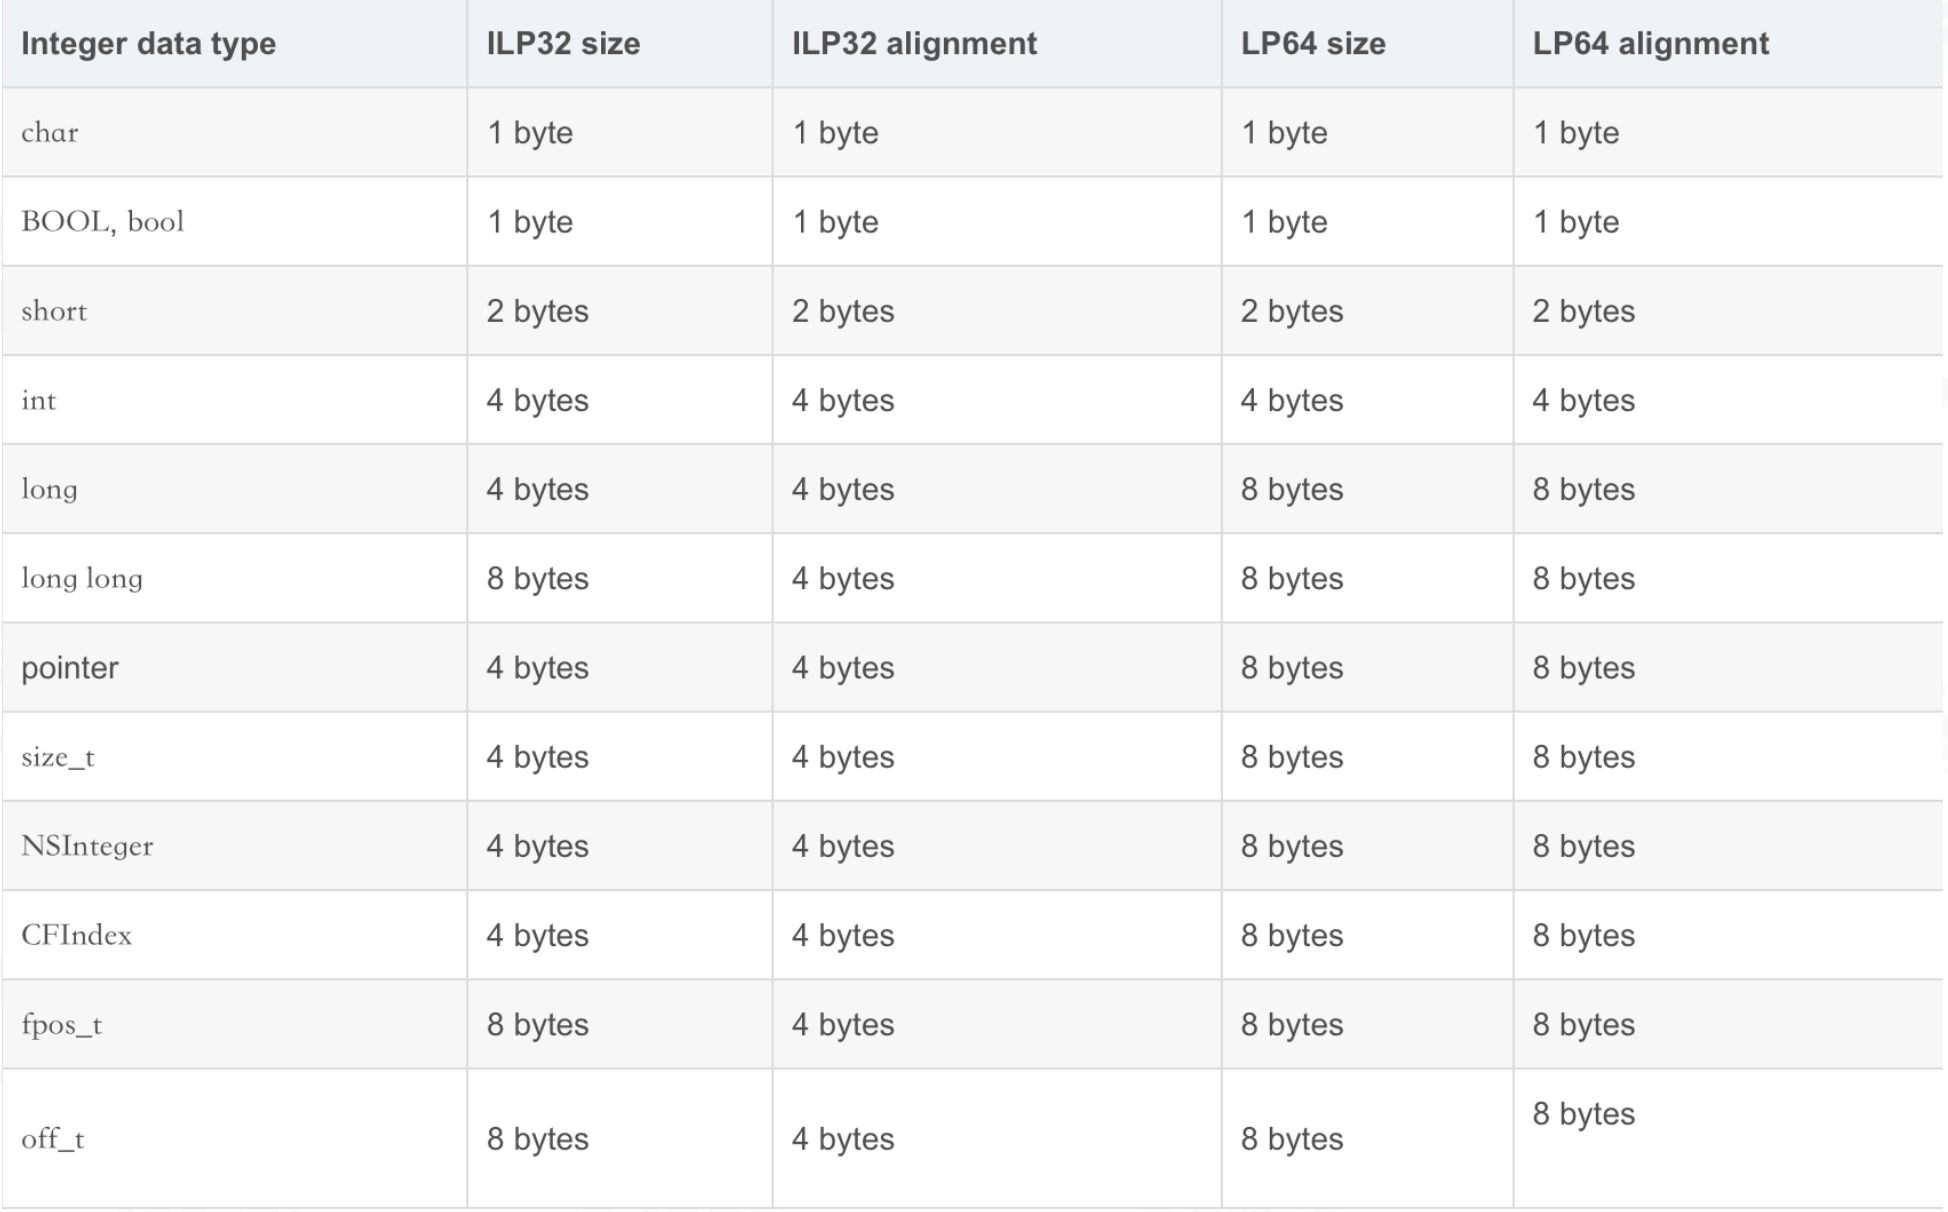 Integer data type ILP32 size ILP32 alignment LP64 size LP64 alignment
char 1 byte 1 byte 1 byte 1 byte
BOOL, bool 1 byte 1 byte 1 byte 1 byte
short 2 bytes 2 bytes 2 bytes 2 bytes
int 4 bytes 4 bytes 4 bytes 4 bytes
long 4 bytes 4 bytes 8 bytes 8 bytes
long long 8 bytes 4 bytes 8 bytes 8 bytes
pointer 4 bytes 4 bytes 8 bytes 8 bytes
size_t 4 bytes 4 bytes 8 bytes 8 bytes
NSInteger 4 bytes 4 bytes 8 bytes 8 bytes
CFIndex 4 bytes 4 bytes 8 bytes 8 bytes
fpos_t 8 bytes 4 bytes 8 bytes 8 bytes
off_t 8 bytes 4 bytes 8 bytes 8 bytes